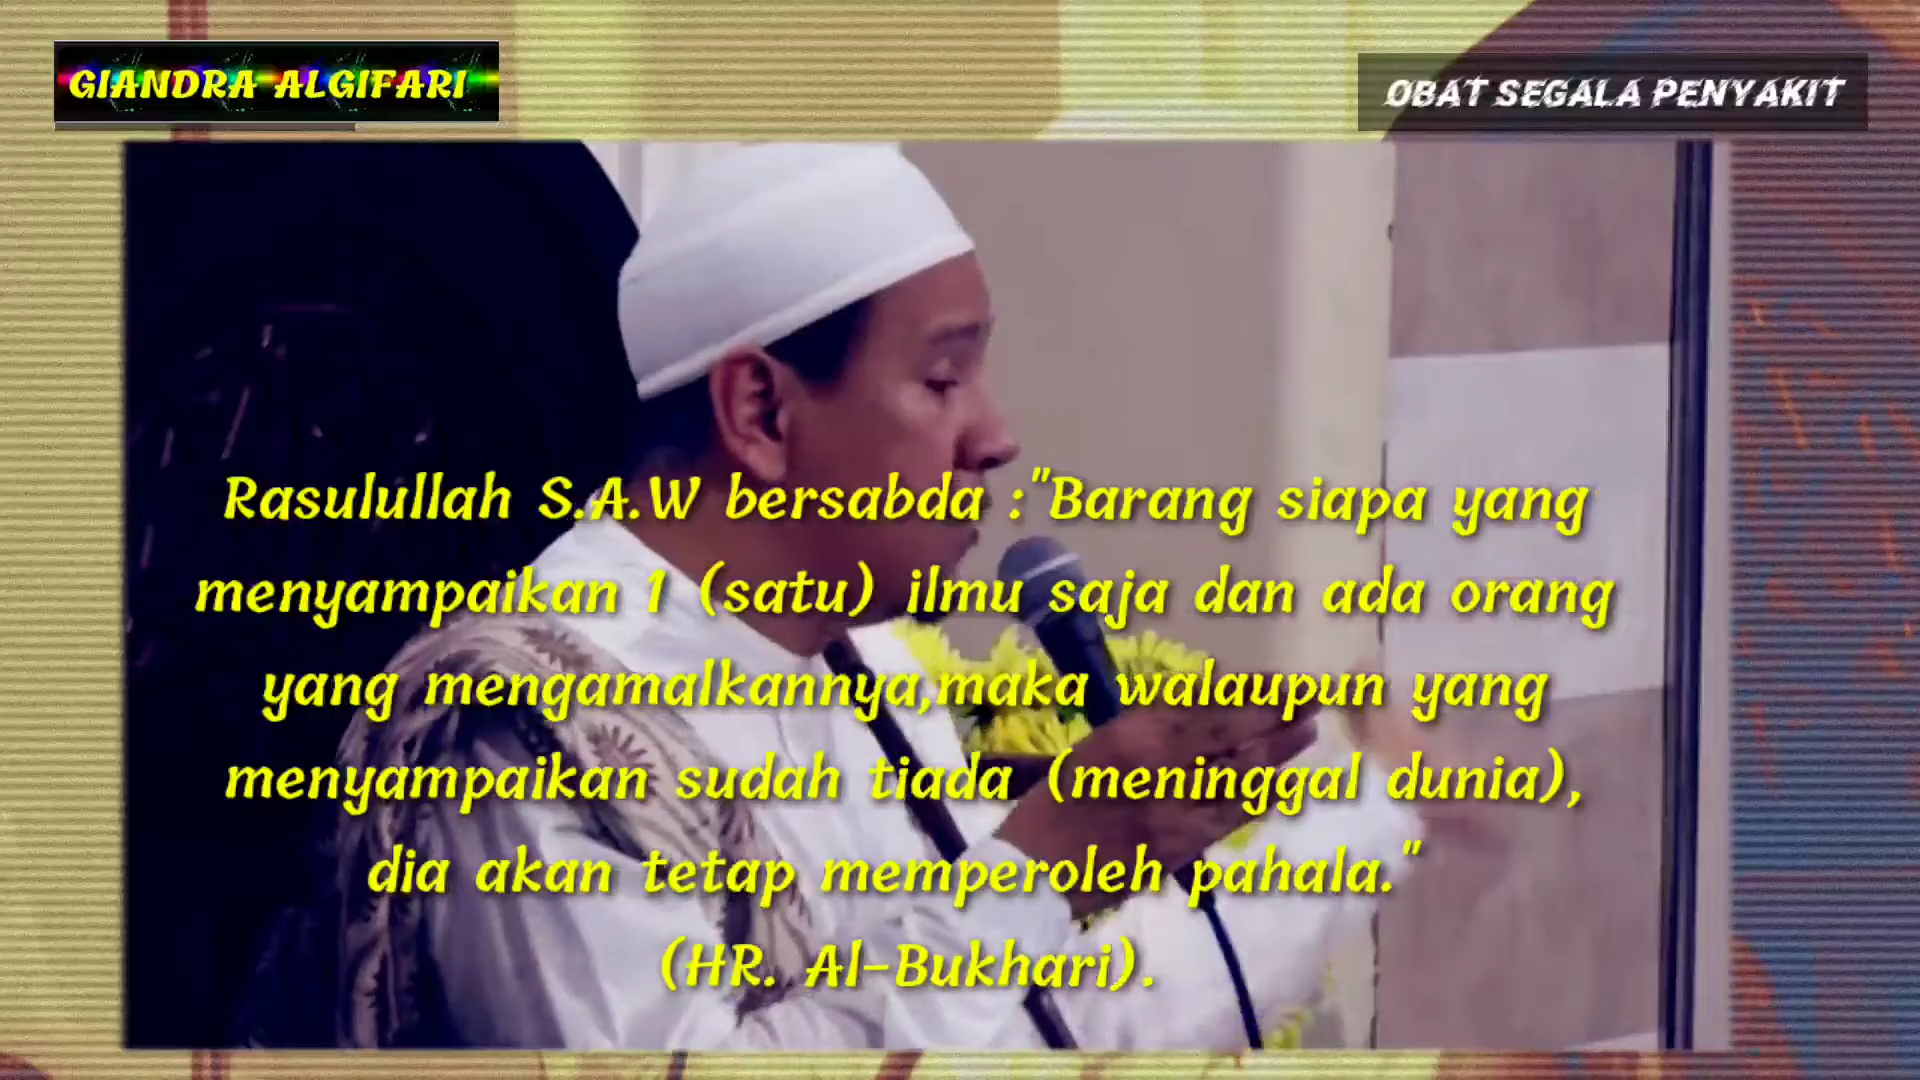 GIANDRA ALGIFARI
OBAT SEGALA PENYAKIT
Rasulullah S.A.W bersabda :"Barang siapa yang
menyampaikan 1 (satu) ilmu saja dan ada orang
yang mengamalkannya,maka walaupun yang
menyampaikan sudah tiada (meninggal dunia),
dia akan tetap memperoleh pahala."
(HR. Al-Bukhari).